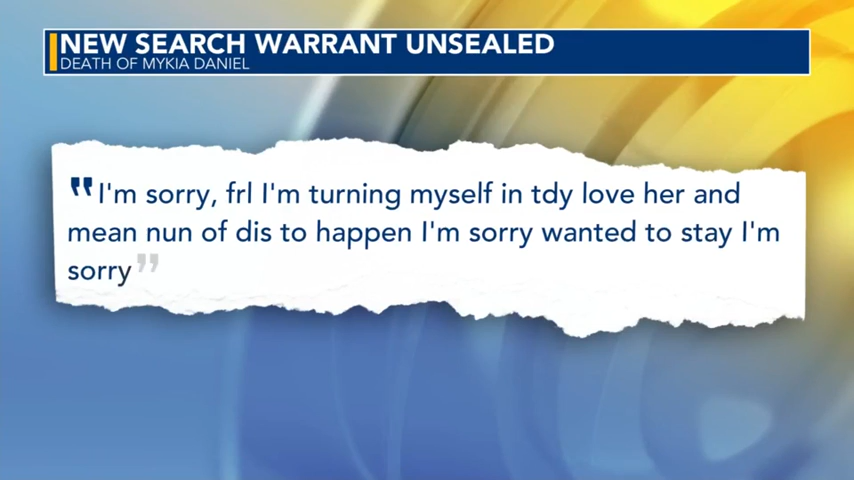 NEW SEARCH WARRANT UNSEALED
DEATH OF MYKIA DANIEL
"I'm sorry, frl I'm turning myself in tdy love her and
mean nun of dis to happen I'm sorry wanted to stay I'm
sorry"